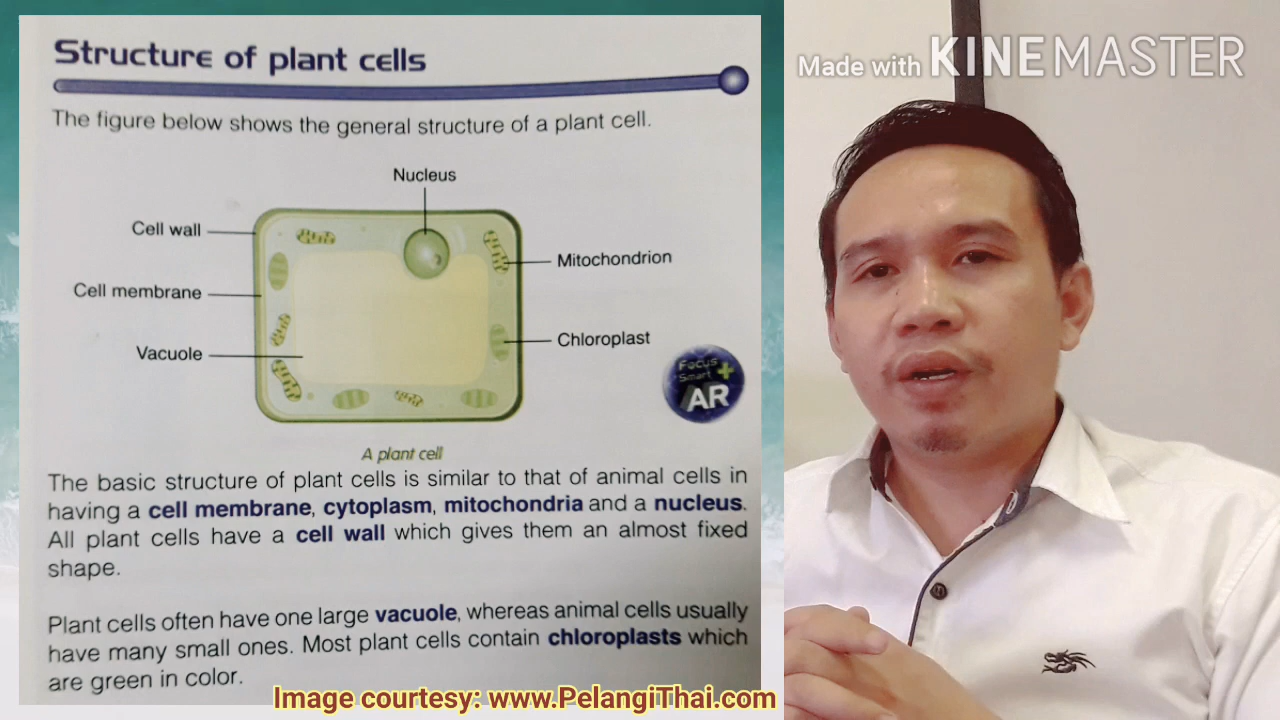 Structure of plant cells
The figure below shows the general structure of a plant cell.
Nucleus
Cell wall
Mitochondrion
Cell membrane
Chloroplast
Vacuole
Focus
Smart +
AR
A plant cell
The basic structure of plant cells is similar to that of animal cells in
having a cell membrane, cytoplasm, mitochondria and a nucleus.
All plant cells have a cell wall which gives them an almost fixed
shape.
Plant cells often have one large vacuole, whereas animal cells usually
have many small ones. Most plant cells contain chloroplasts which
are green in color.
Image courtesy: www.PelangiThai.com
Made with KINEMASTER